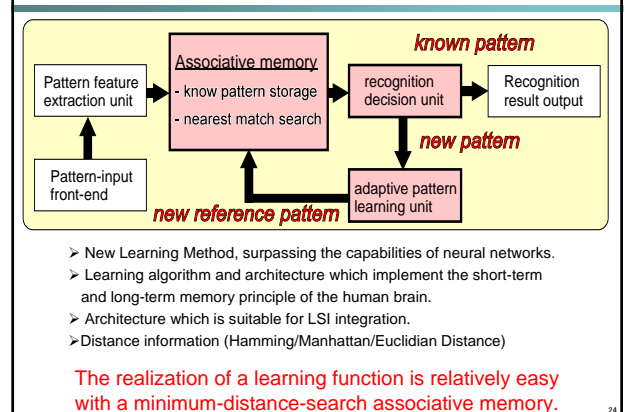 known pattern
Pattern feature
extraction unit
Associative memory
- know pattern storage
- nearest match search
recognition
decision unit
Recognition
result output
new pattern
Pattern-input
front-end
adaptive pattern
learning unit
new reference pattern
➢ New Learning Method, surpassing the capabilities of neural networks.
➢ Learning algorithm and architecture which implement the short-term
and long-term memory principle of the human brain.
➢ Architecture which is suitable for LSI integration.
➢Distance information (Hamming/Manhattan/Euclidian Distance)
The realization of a learning function is relatively easy
with a minimum-distance-search associative memory.
24